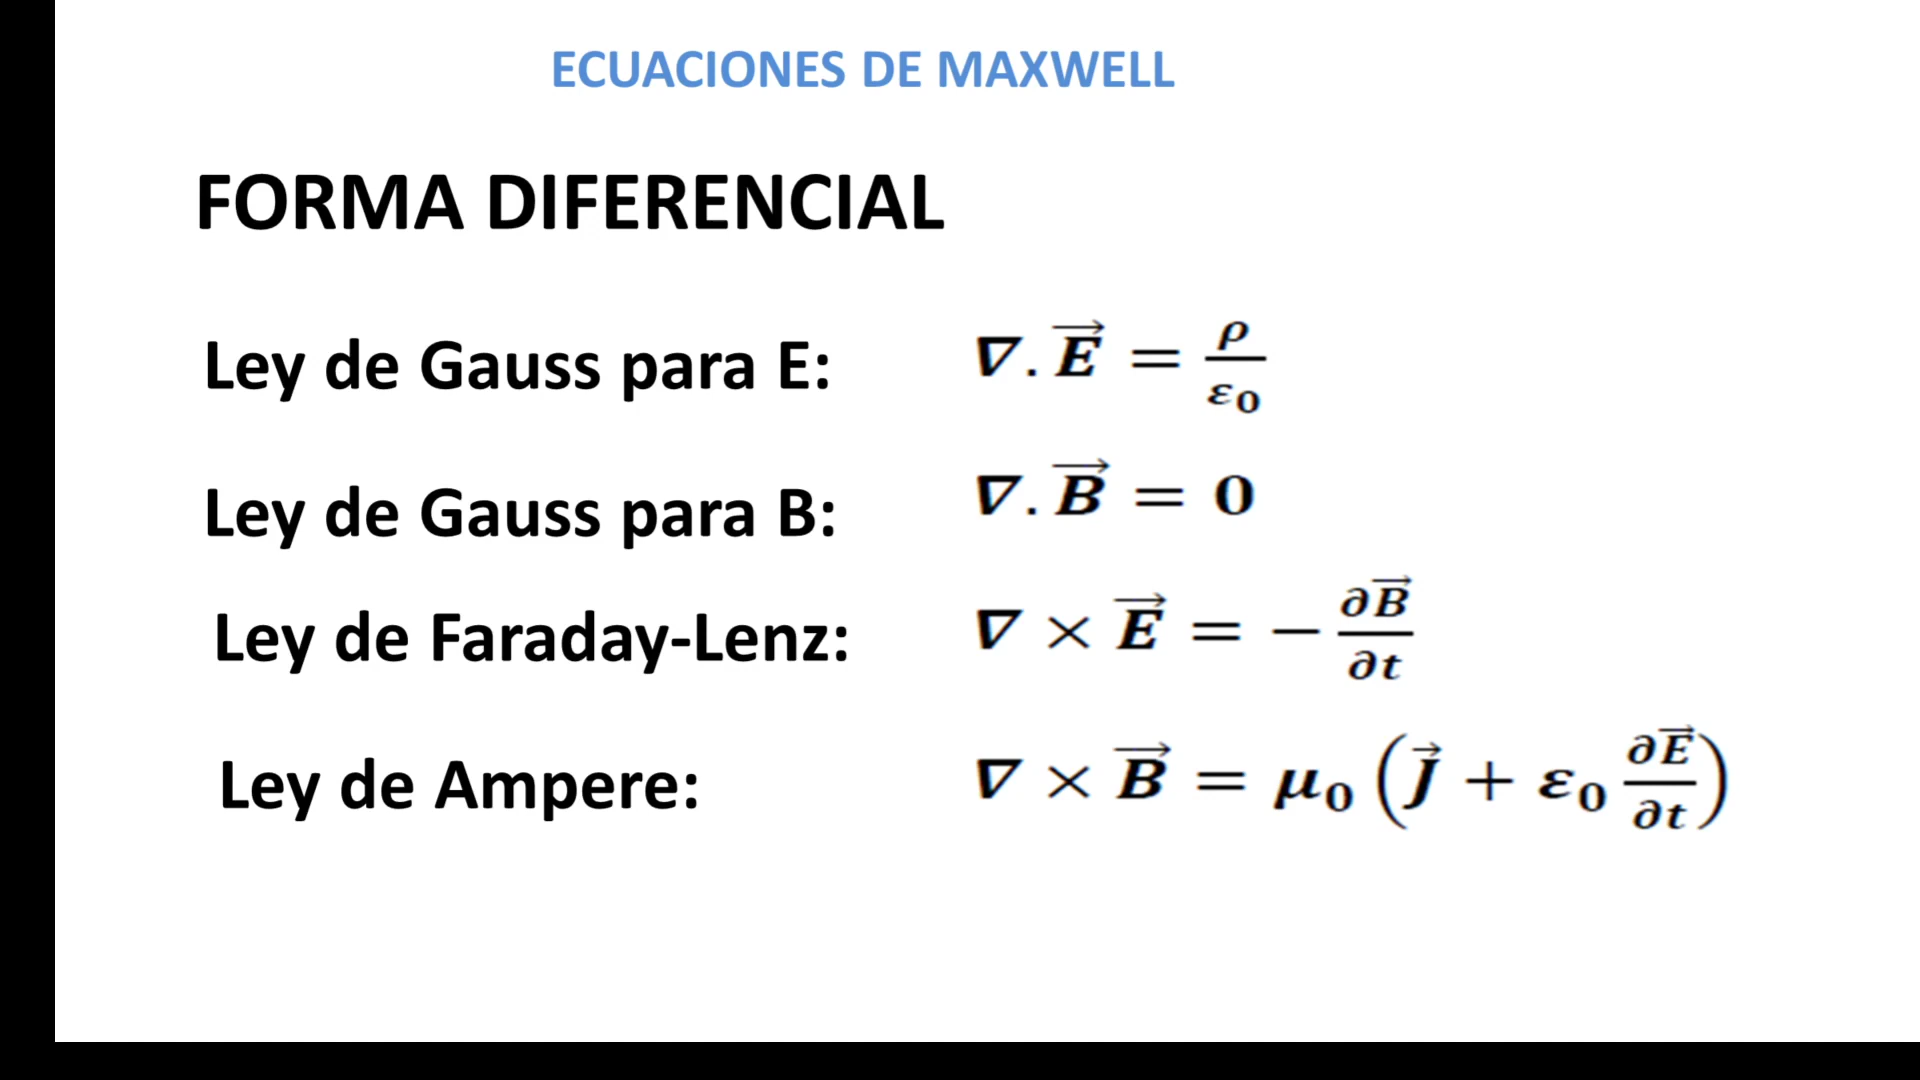 ECUACIONES DE MAXWELL
FORMA DIFERENCIAL
Ley de Gauss para E: ∇. E⃗ = ρ/ε₀
Ley de Gauss para B: ∇. B⃗ = 0
Ley de Faraday-Lenz: ∇ × E⃗ = − ∂B⃗/∂t
Ley de Ampere: ∇ × B⃗ = μ₀ (J⃗ + ε₀ ∂E⃗/∂t)